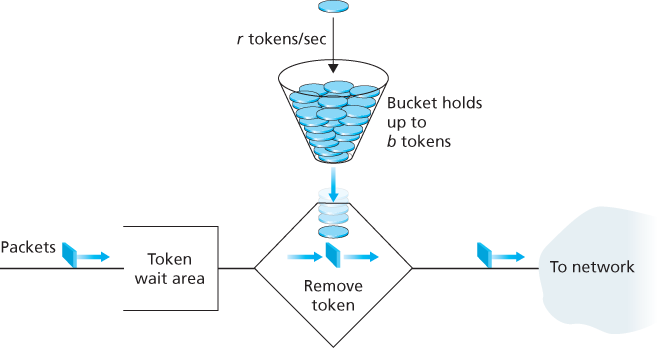 r tokens/sec
Bucket holds
up to
b tokens
Packets
Token
wait area
Remove
token
To network